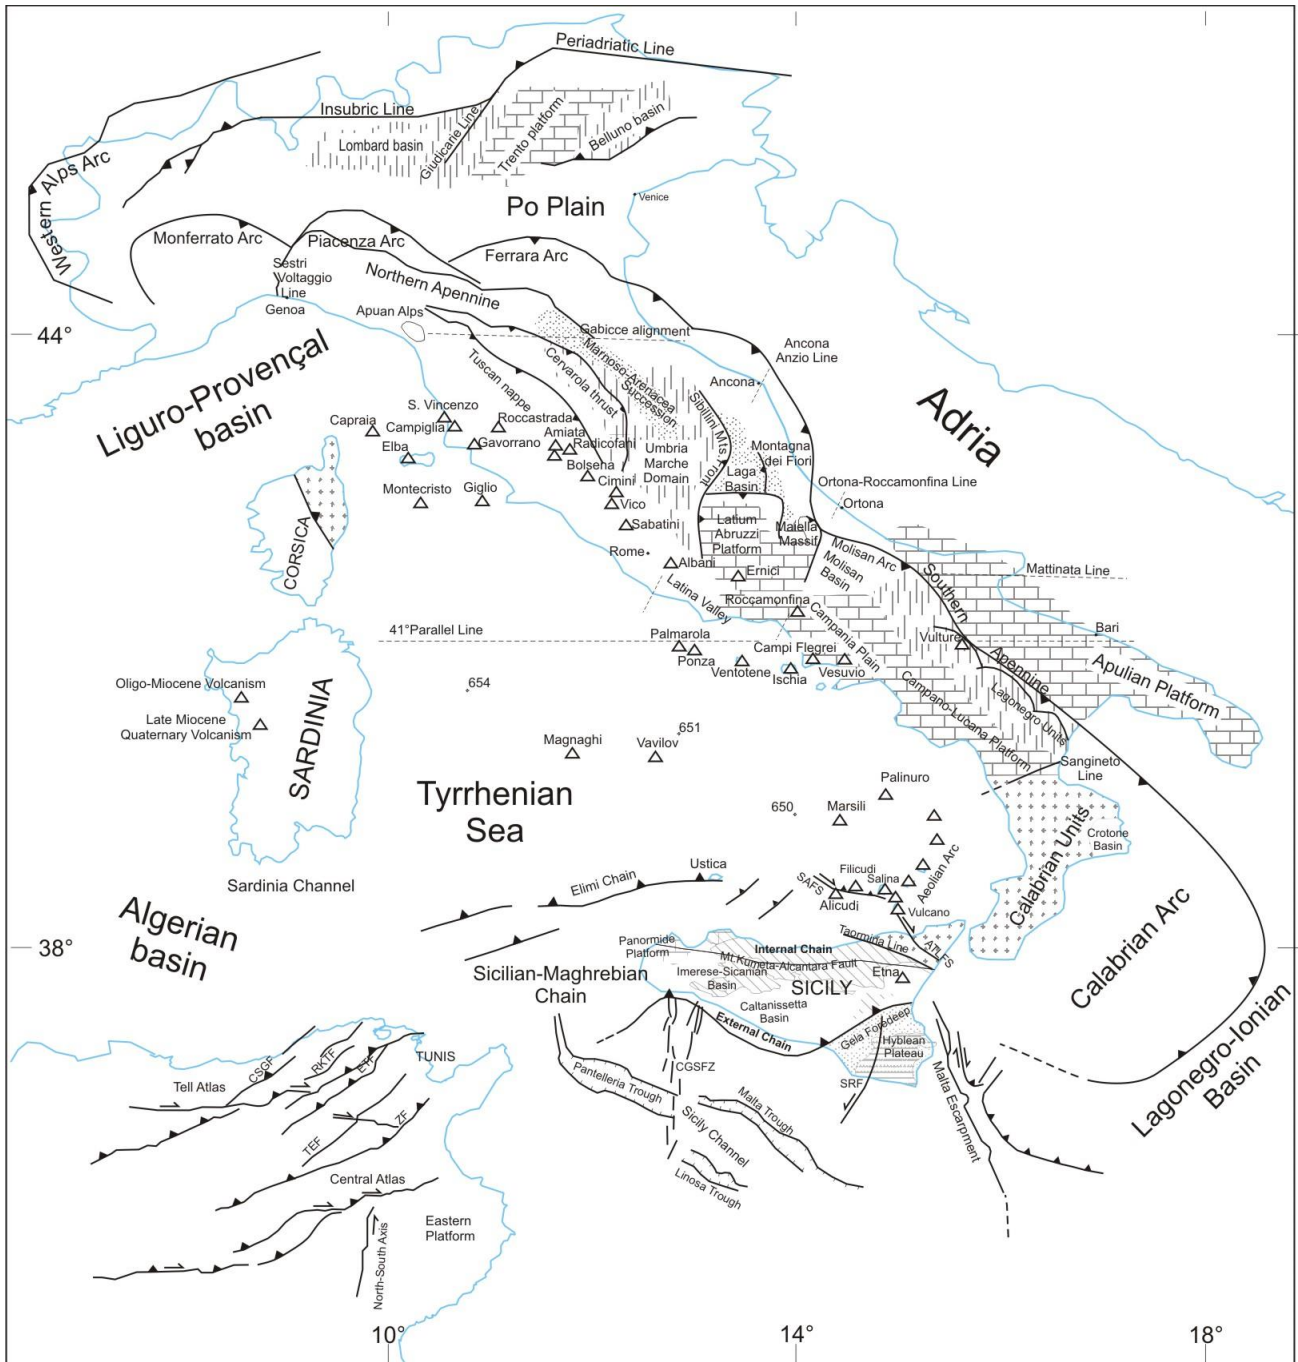 Periadriatic Line
Insubric Line
Lombard basin
Giudicarie Line
Trento platform
Belluno basin
Western Alps Arc
Venice
Po Plain
Monferrato Arc
Piacenza Arc
Ferrara Arc
Sestri
Voltaggio
Line
Genoa
Northern Apennine
Apuan Alps
44°
Gabicce alignment
Ancona
Anzio Line
Ancona
Liguro-Provençal
basin
Adria
Tuscan nappe
Cervarola thrust
Marnoso-Arenacea
Succession
Sibillini Mts. Front
S. Vincenzo
Capraia
Campiglia
Roccastrada
Elba
Gavorrano
Amiata
Radicofani
Bolsena
Umbria
Marche
Domain
Montagna
dei Fiori
Laga
Basin
Montecristo
Giglio
Cimini
Vico
Sabatini
Ortona-Roccamonfina Line
Ortona
CORSICA
Latium
Abruzzi
Platform
Maiella
Massif
Rome
Albani
Ernici
Molisan Arc
Molisan
Basin
Mattinata Line
Latina Valley
Roccamonfina
Campania Plain
Southern
Apennine
41°Parallel Line
Palmarola
Ponza
Ventotene
Campi Flegrei
Ischia
Vesuvio
Vulture
Bari
Apulian Platform
Oligo-Miocene Volcanism
Late Miocene
Quaternary Volcanism
SARDINIA
654
651
Campano-Lucana Platform
Lagonegro Units
Magnaghi
Vavilov
Sangineto
Line
Tyrrhenian
Sea
Palinuro
650
Marsili
Calabrian Units
Crotone
Basin
Ustica
Elimi Chain
Sardinia Channel
SAFS
Filicudi
Salina
Alicudi
Vulcano
Aeolian Arc
Calabrian Arc
Algerian
basin
38°
Panormide
Platform
Internal Chain
Taormina Line
ATLFS
Mt.Kumeta-Alcantara Fault
Imerese-Sicanian
Basin
SICILY
Etna
Sicilian-Maghrebian
Chain
Caltanissetta
Basin
External Chain
Gela Foredeep
Hyblean
Plateau
Lagonegro-Ionian
Basin
TUNIS
CSGF
RKTF
ETF
Tell Atlas
CGSFZ
SRF
Pantelleria Trough
Malta Trough
Sicily Channel
Linosa Trough
Malta Escarpment
ZF
TEF
Central Atlas
Eastern
Platform
North-South Axis
10°
14°
18°